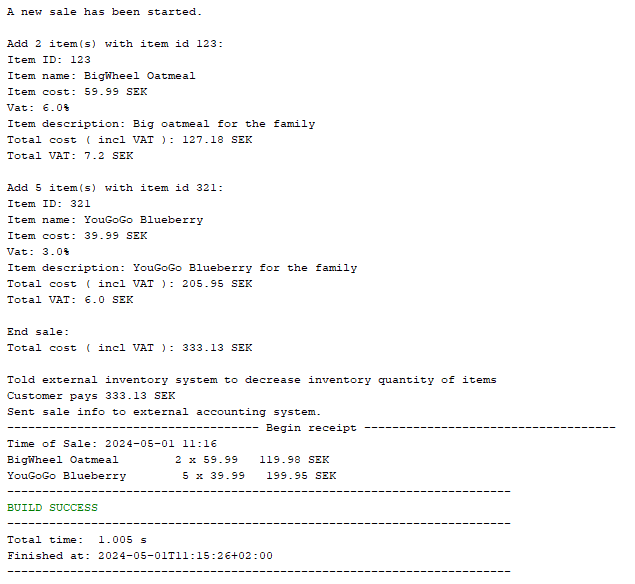 A new sale has been started.
Add 2 item(s) with item id 123:
Item ID: 123
Item name: BigWheel Oatmeal
Item cost: 59.99 SEK
Vat: 6.0%
Item description: Big oatmeal for the family
Total cost ( incl VAT ): 127.18 SEK
Total VAT: 7.2 SEK
Add 5 item(s) with item id 321:
Item ID: 321
Item name: YouGoGo Blueberry
Item cost: 39.99 SEK
Vat: 3.0%
Item description: YouGoGo Blueberry for the family
Total cost ( incl VAT ): 205.95 SEK
Total VAT: 6.0 SEK
End sale:
Total cost ( incl VAT ): 333.13 SEK
Told external inventory system to decrease inventory quantity of items
Customer pays 333.13 SEK
Sent sale info to external accounting system.
------------------------------------ Begin receipt ------------------------------------
Time of Sale: 2024-05-01 11:16
BigWheel Oatmeal        2 x 59.99   119.98 SEK
YouGoGo Blueberry        5 x 39.99   199.95 SEK
------------------------------------------------------------------------
BUILD SUCCESS
------------------------------------------------------------------------
Total time:  1.005 s
Finished at: 2024-05-01T11:15:26+02:00
------------------------------------------------------------------------